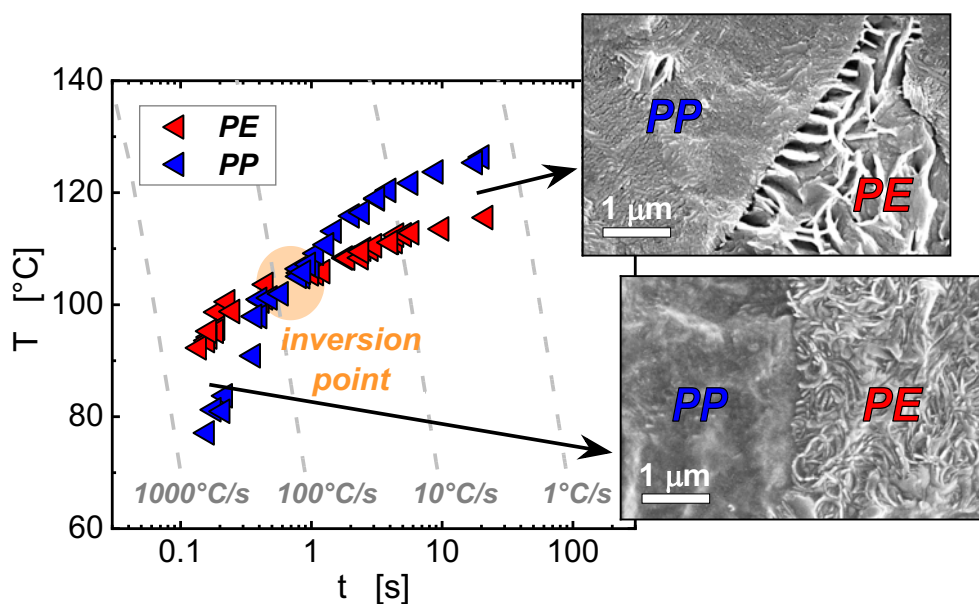 140
120
100
80
60
T [°C]
PE
PP
inversion
point
1000°C/s
100°C/s
10°C/s
1°C/s
0.1
1
10
100
t [s]
PP
PE
1 μm
PP
PE
1 μm